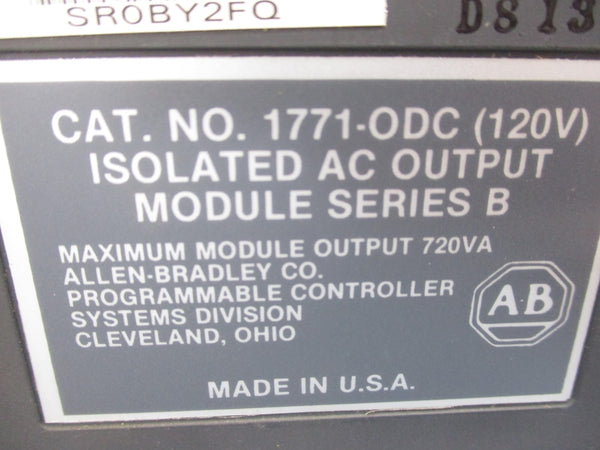 SR0BY2FQ
DS13
CAT. NO. 1771-ODC (120V)
ISOLATED AC OUTPUT
MODULE SERIES B
MAXIMUM MODULE OUTPUT 720VA
ALLEN-BRADLEY CO.
PROGRAMMABLE CONTROLLER
SYSTEMS DIVISION
CLEVELAND, OHIO
AB
MADE IN U.S.A.